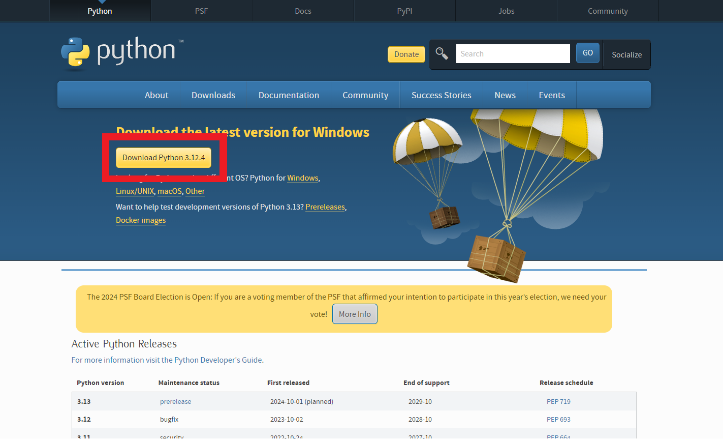 Python PSF Docs PyPI Jobs Community
python™
Donate Search GO Socialize
About Downloads Documentation Community Success Stories News Events
Download the latest version for Windows
Download Python 3.12.4
OS? Python for Windows,
Linux/UNIX, macOS, Other
Want to help test development versions of Python 3.13? Prereleases,
Docker images
The 2024 PSF Board Election is Open: If you are a voting member of the PSF that affirmed your intention to participate in this year's election, we need your
vote! More Info
Active Python Releases
For more information visit the Python Developer's Guide.
Python version Maintenance status First released End of support Release schedule
3.13 prerelease 2024-10-01 (planned) 2029-10 PEP 719
3.12 bugfix 2023-10-02 2028-10 PEP 693
3.11 security 2022-10-24 2027-10 PEP 664